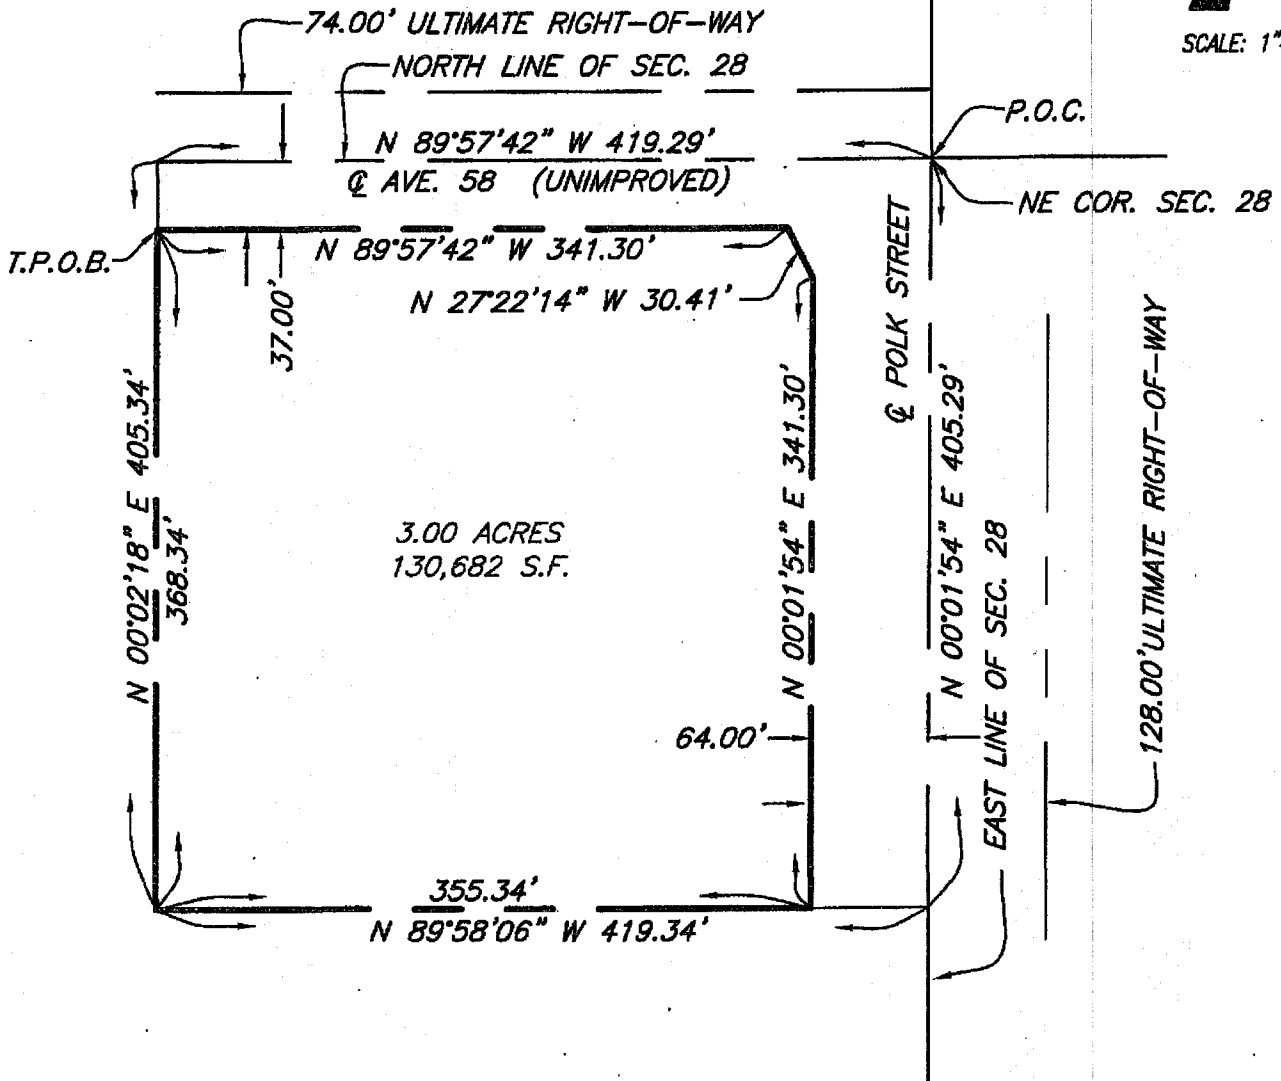 74.00' ULTIMATE RIGHT-OF-WAY
SCALE: 1"
NORTH LINE OF SEC. 28
P.O.C.
N 89°57'42" W 419.29'
℄ AVE. 58 (UNIMPROVED)
NE COR. SEC. 28
T.P.O.B.
N 89°57'42" W 341.30'
N 27°22'14" W 30.41'
37.00'
℄ POLK STREET
128.00' ULTIMATE RIGHT-OF-WAY
N 00°02'18" E 405.34'
368.34'
N 00°01'54" E 341.30'
N 00°01'54" E 405.29'
EAST LINE OF SEC. 28
3.00 ACRES
130,682 S.F.
64.00'
355.34'
N 89°58'06" W 419.34'